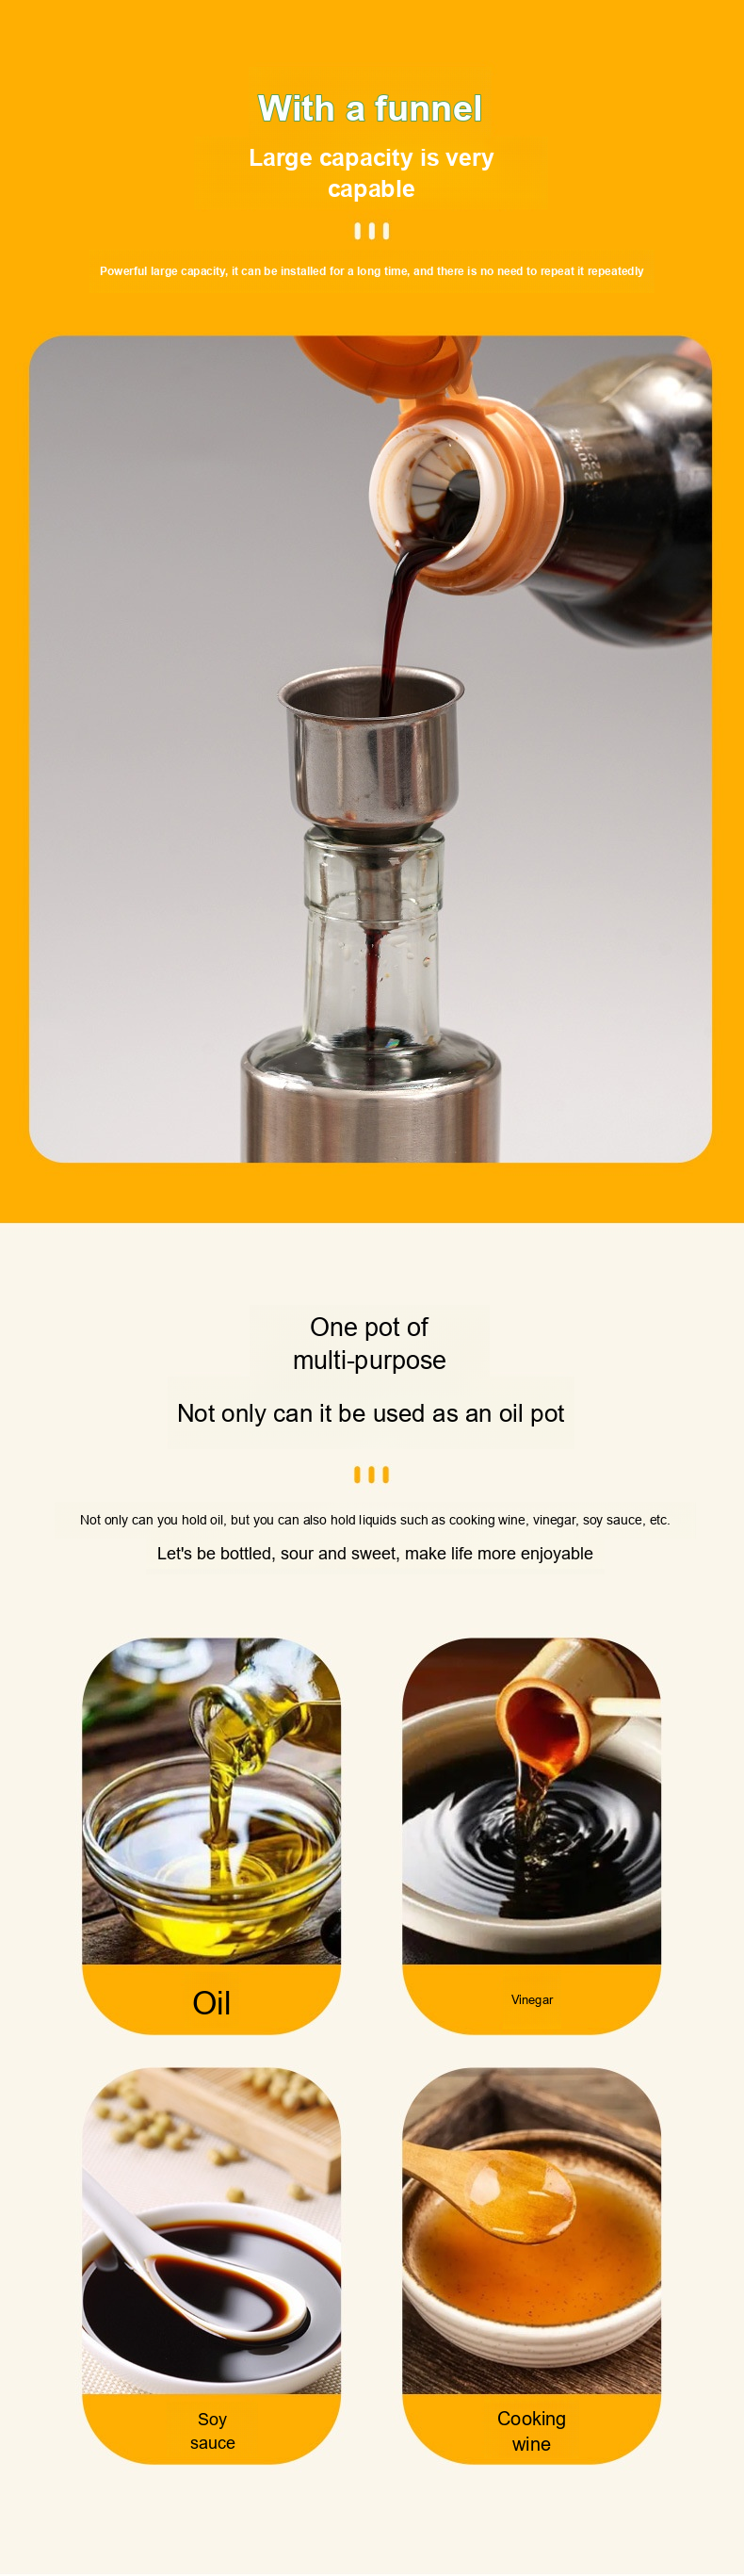 With a funnel
Large capacity is very
capable
Powerful large capacity, it can be installed for a long time, and there is no need to repeat it repeatedly
One pot of
multi-purpose
Not only can it be used as an oil pot
Not only can you hold oil, but you can also hold liquids such as cooking wine, vinegar, soy sauce, etc.
Let's be bottled, sour and sweet, make life more enjoyable
Oil
Vinegar
Soy
sauce
Cooking
wine